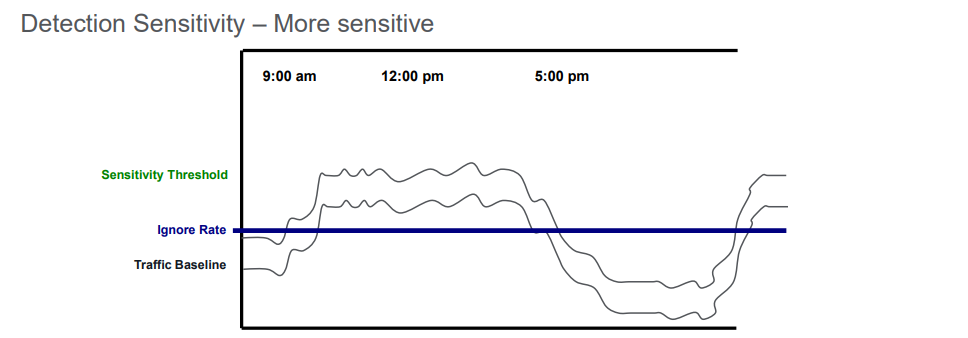 Detection Sensitivity – More sensitive
9:00 am 12:00 pm 5:00 pm
Sensitivity Threshold
Ignore Rate
Traffic Baseline